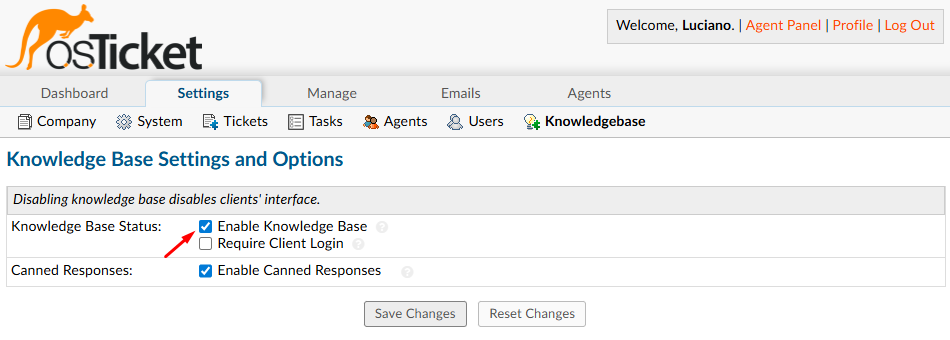 osTicket
Welcome, Luciano. | Agent Panel | Profile | Log Out
Dashboard Settings Manage Emails Agents
Company System Tickets Tasks Agents Users Knowledgebase
Knowledge Base Settings and Options
Disabling knowledge base disables clients' interface.
Knowledge Base Status: Enable Knowledge Base ?
Require Client Login ?
Canned Responses: Enable Canned Responses ?
Save Changes Reset Changes